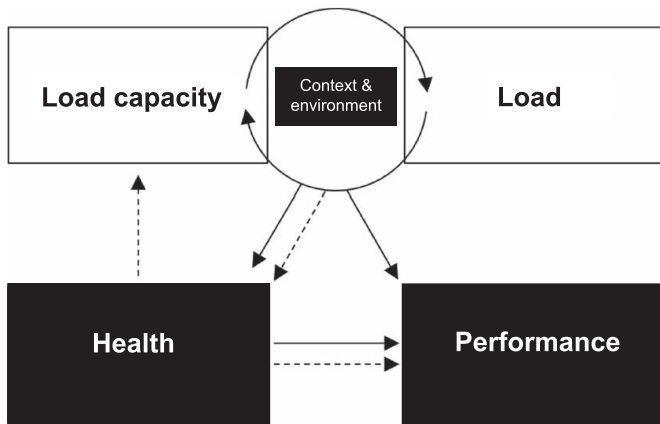 Load capacity
Context &
environment
Load
Health
Performance